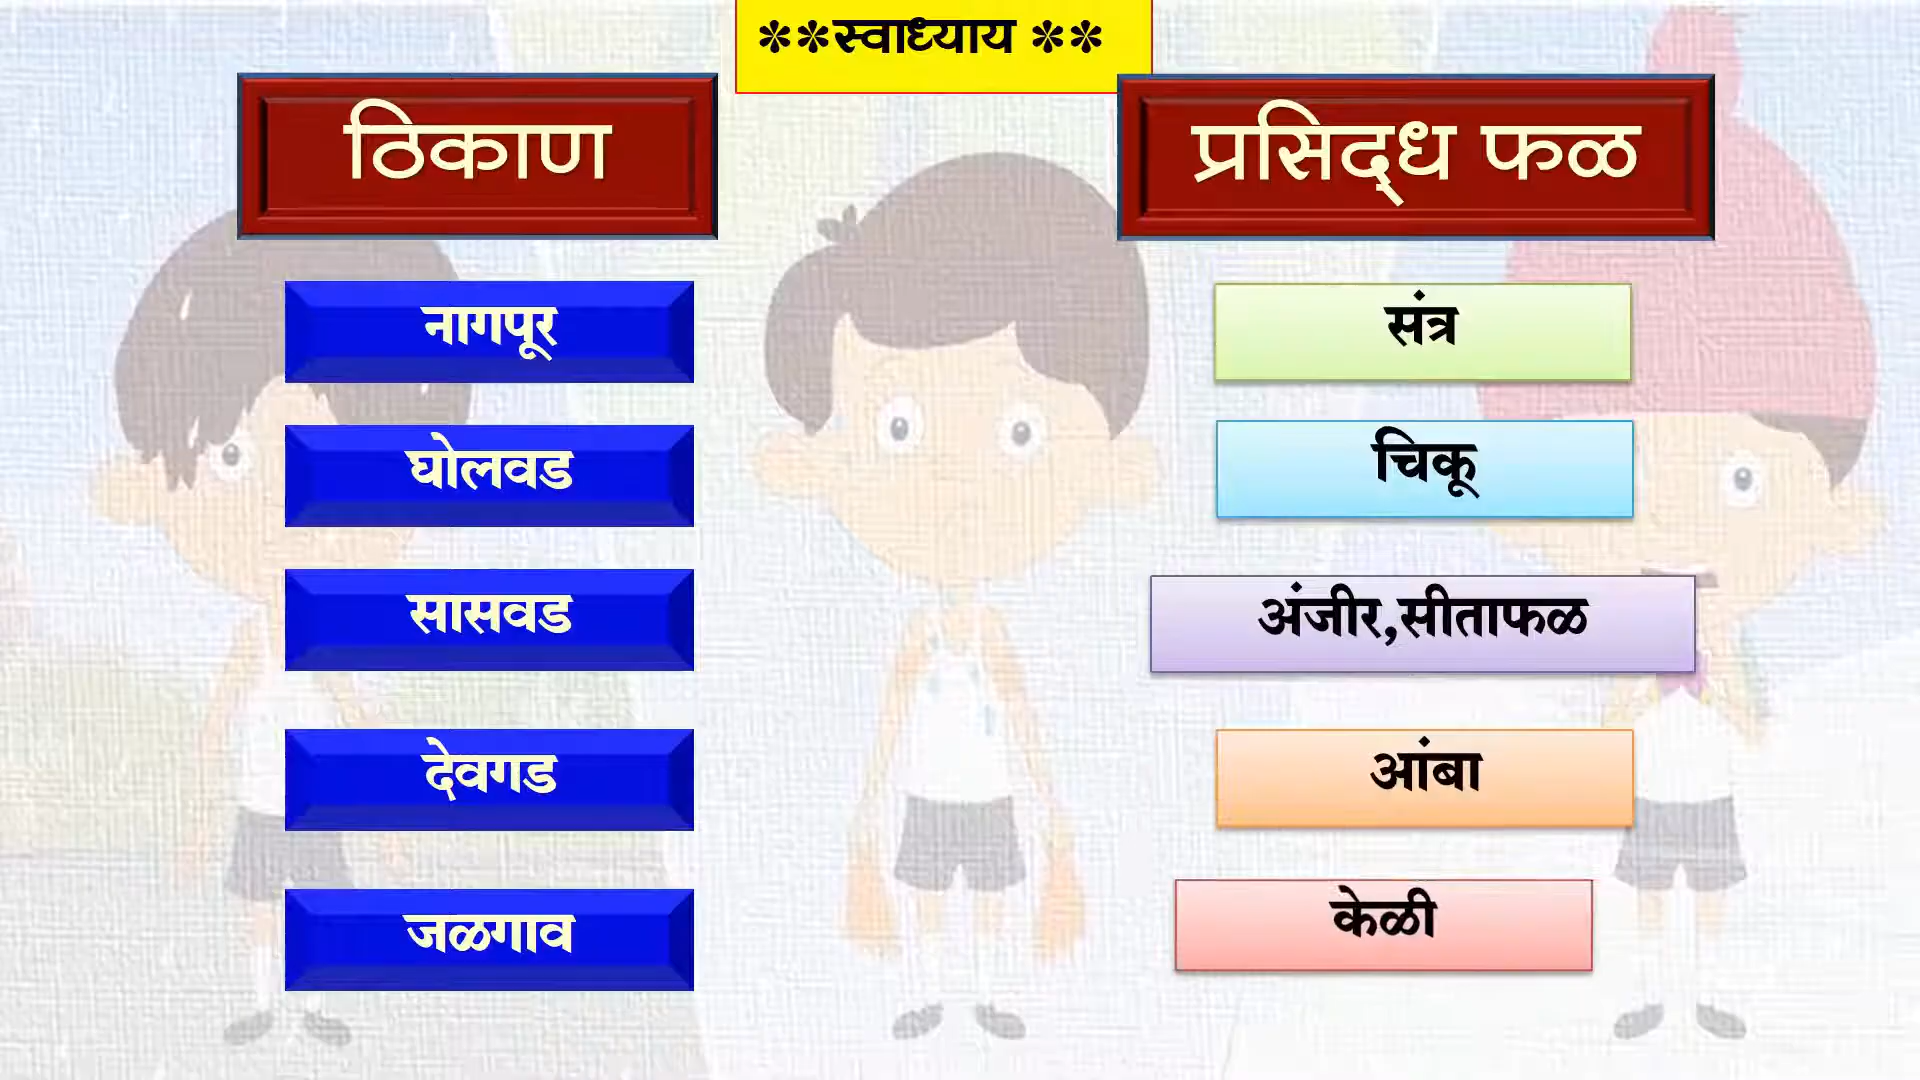 **स्वाध्याय **
ठिकाण प्रसिद्ध फळ
नागपूर संत्र
घोलवड चिकू
सासवड अंजीर,सीताफळ
देवगड आंबा
जळगाव केळी